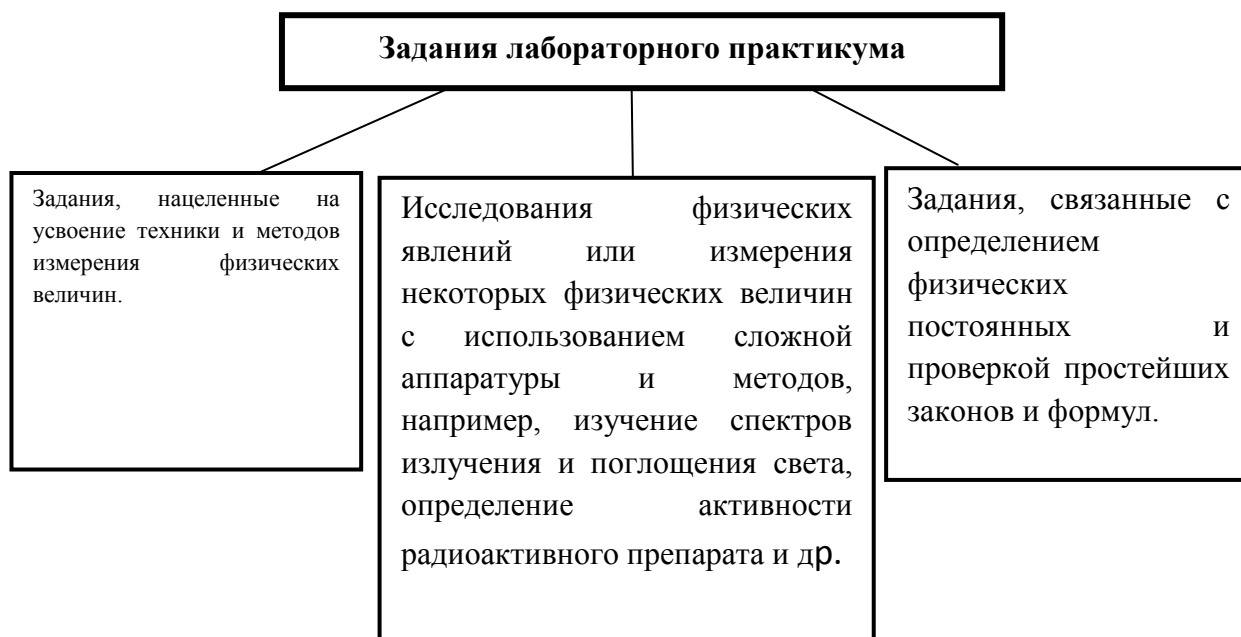 Задания лабораторного практикума
Задания, нацеленные на
усвоение техники и методов
измерения физических
величин.
Исследования физических
явлений или измерения
некоторых физических величин
с использованием сложной
аппаратуры и методов,
например, изучение спектров
излучения и поглощения света,
определение активности
радиоактивного препарата и др.
Задания, связанные с
определением
физических
постоянных и
проверкой простейших
законов и формул.